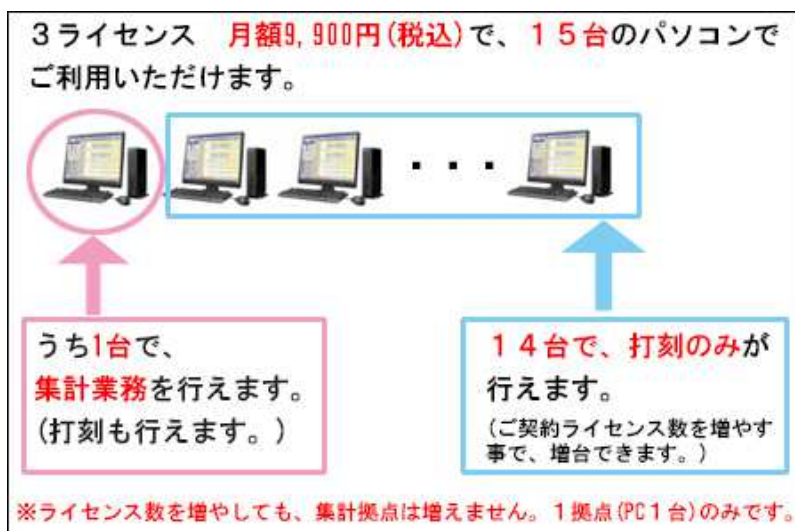 ３ライセンス　月額9,900円(税込)で、１５台のパソコンで
ご利用いただけます。
・・・
うち1台で、
集計業務を行えます。
(打刻も行えます。)
１４台で、打刻のみが
行えます。
(ご契約ライセンス数を増やす
事で、増台できます。)
※ライセンス数を増やしても、集計拠点は増えません。１拠点(PC１台)のみです。